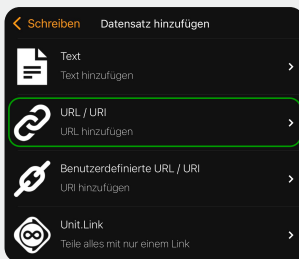 Schreiben Datensatz hinzufügen
Text
Text hinzufügen
URL / URI
URL hinzufügen
Benutzerdefinierte URL / URI
URI hinzufügen
Unit.Link
Teile alles mit nur einem Link